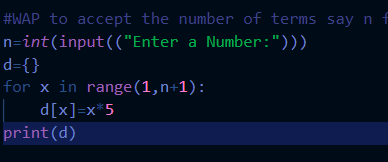 #WAP to accept the number of terms say n
n=int(input(("Enter a Number:")))
d={}
for x in range(1,n+1):
    d[x]=x*5
print(d)